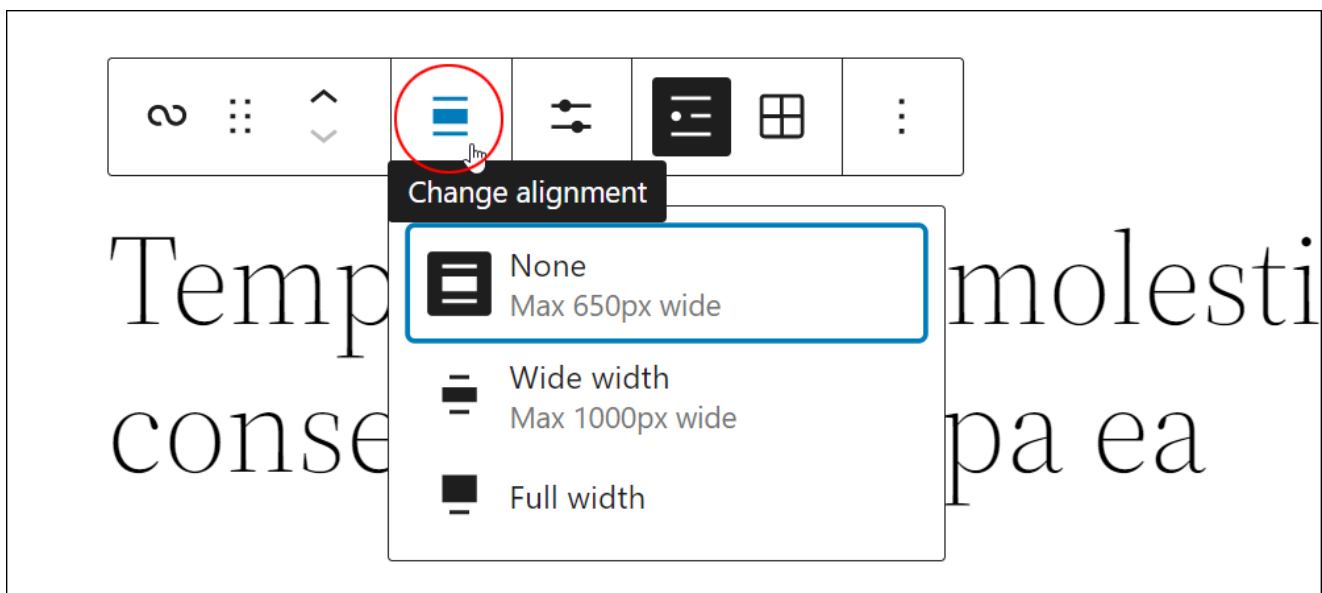 Change alignment
None
Max 650px wide
Wide width
Max 1000px wide
Full width
Temp molesti
conse pa ea